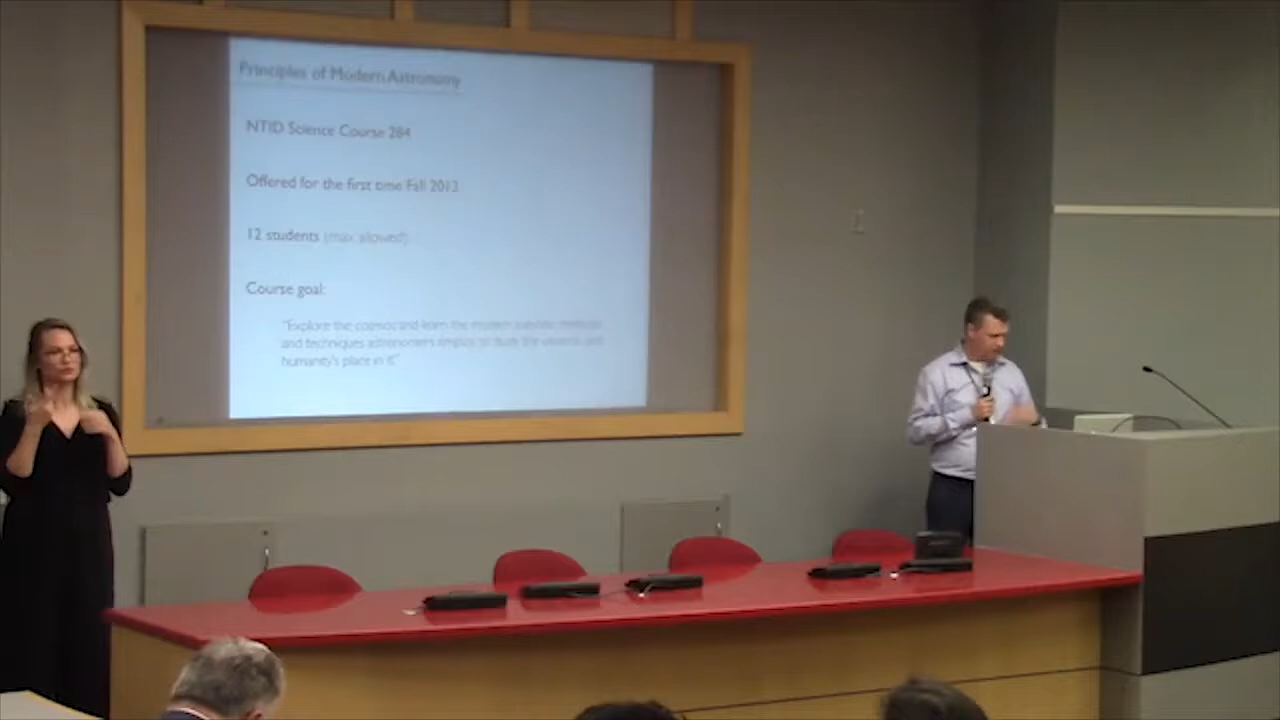 Principles of Modern Astronomy
NTID Science Course 284
Offered for the first time Fall 2013
12 students (max allowed)
Course goal:
"Explore the cosmos and learn the modern scientific methods
and techniques astronomers employ to study the universe and
humanity's place in it"